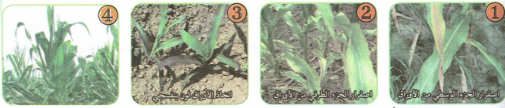 1
اصفرار الجزء الوسطي من الأوراق
2
اصفرار الجزء الطرفي من الأوراق
3
اتخاذ الأوراق لون بنفسجي
4